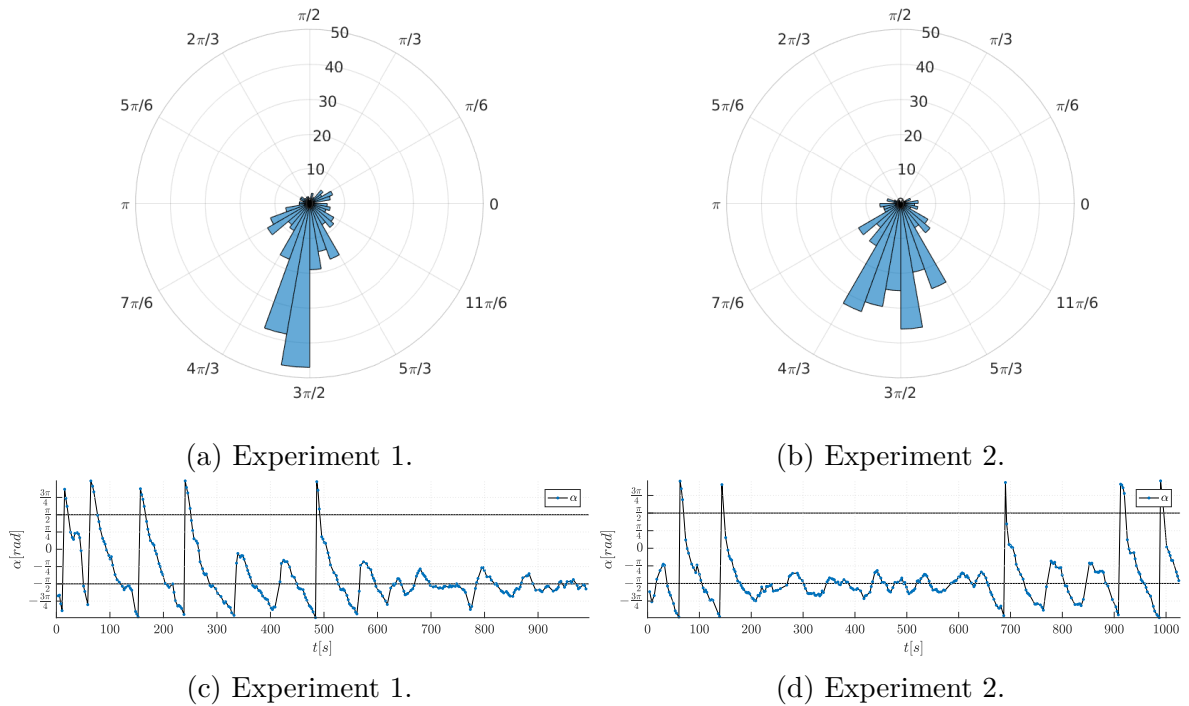 π/2
50
40
30
20
10
π/3
π/6
0
11π/6
5π/3
3π/2
4π/3
7π/6
π
5π/6
2π/3
π/2
50
40
30
20
10
0
π/3
π/6
0
11π/6
5π/3
3π/2
4π/3
7π/6
π
5π/6
2π/3
(a) Experiment 1.
(b) Experiment 2.
α[rad]
3π/4
π/2
π/4
0
−π/4
−π/2
−3π/4
α
0 100 200 300 400 500 600 700 800 900
t[s]
α[rad]
3π/4
π/2
π/4
0
−π/4
−π/2
−3π/4
α
0 100 200 300 400 500 600 700 800 900 1000
t[s]
(c) Experiment 1.
(d) Experiment 2.